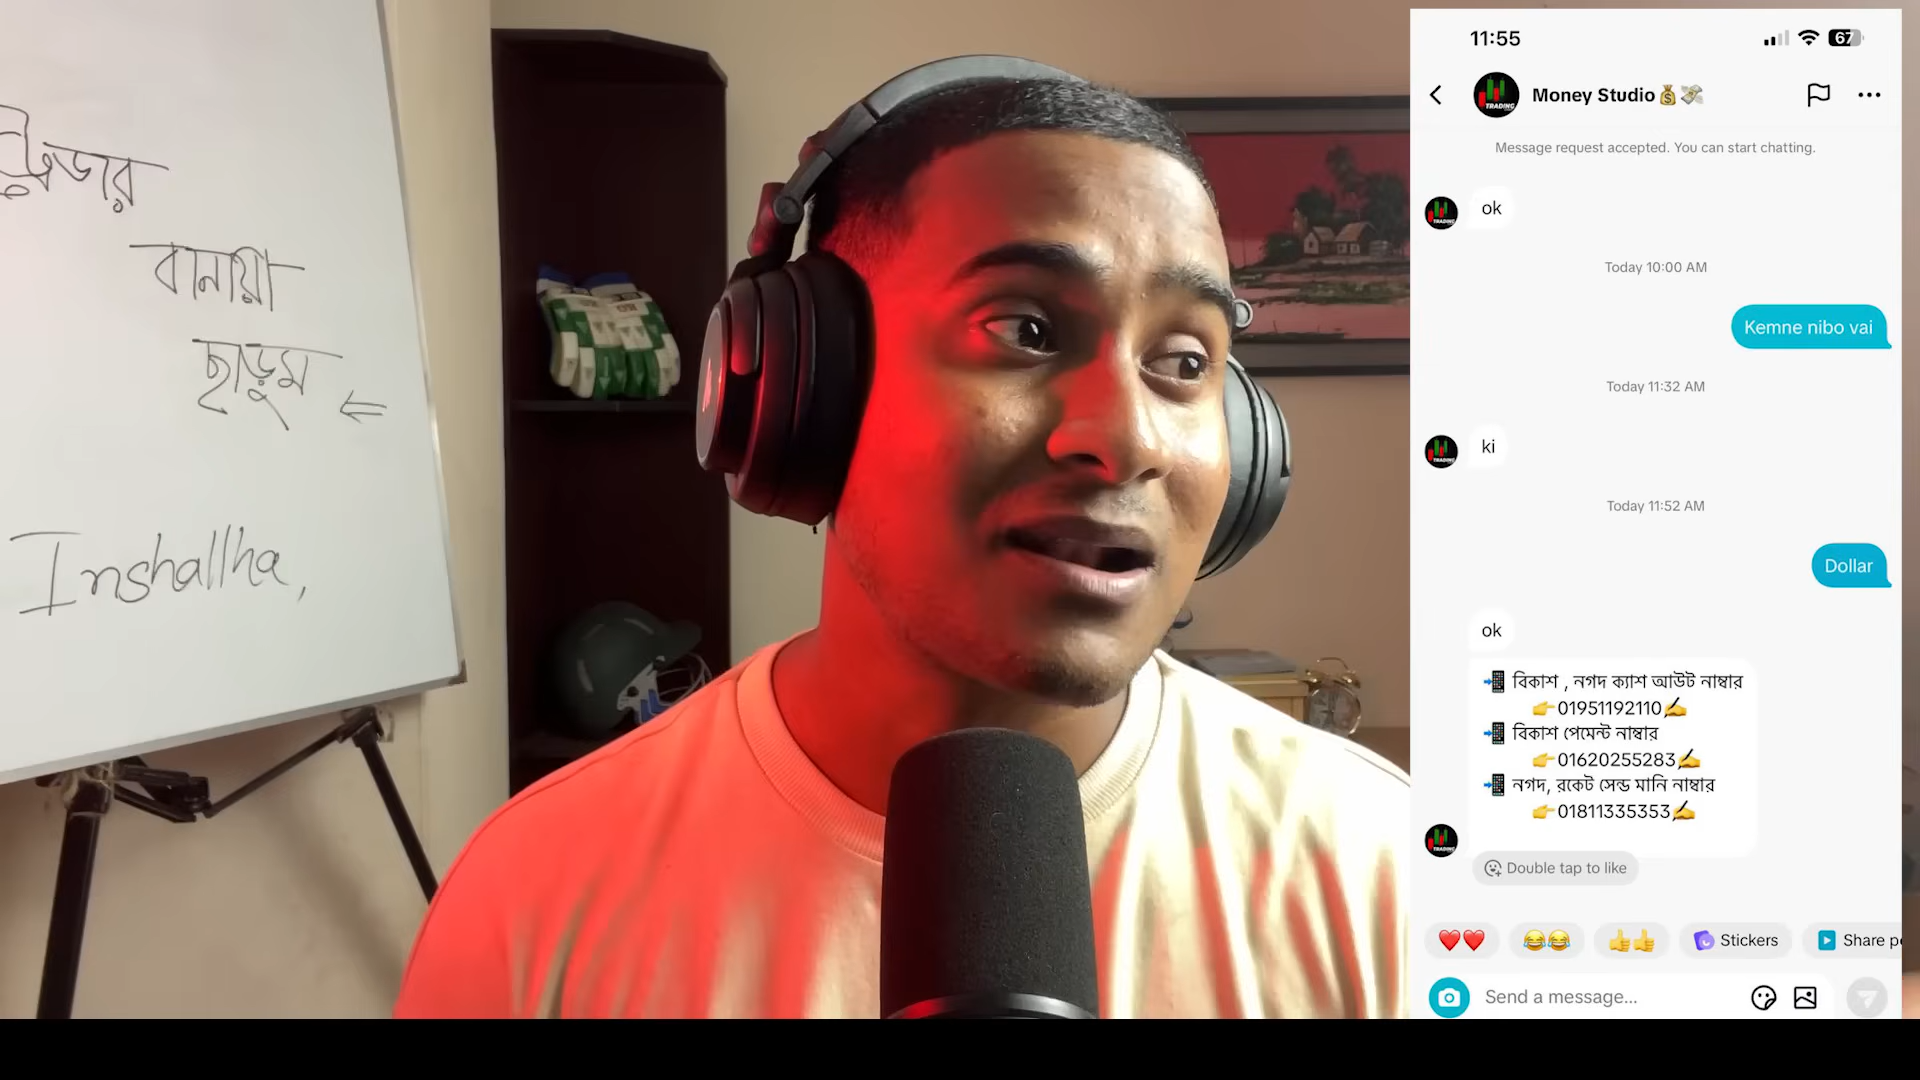 ট্রেডার
বানায়া
ছাড়ুম
Inshallha,
11:55
67
TRADING
Money Studio💰💸
Message request accepted. You can start chatting.
ok
Today 10:00 AM
Kemne nibo vai
Today 11:32 AM
ki
Today 11:52 AM
Dollar
ok
📲 বিকাশ , নগদ ক্যাশ আউট নাম্বার
👉01951192110✍️
📲 বিকাশ পেমেন্ট নাম্বার
👉01620255283✍️
📲 নগদ, রকেট সেন্ড মানি নাম্বার
👉01811335353✍️
Double tap to like
Stickers
Share
Send a message...